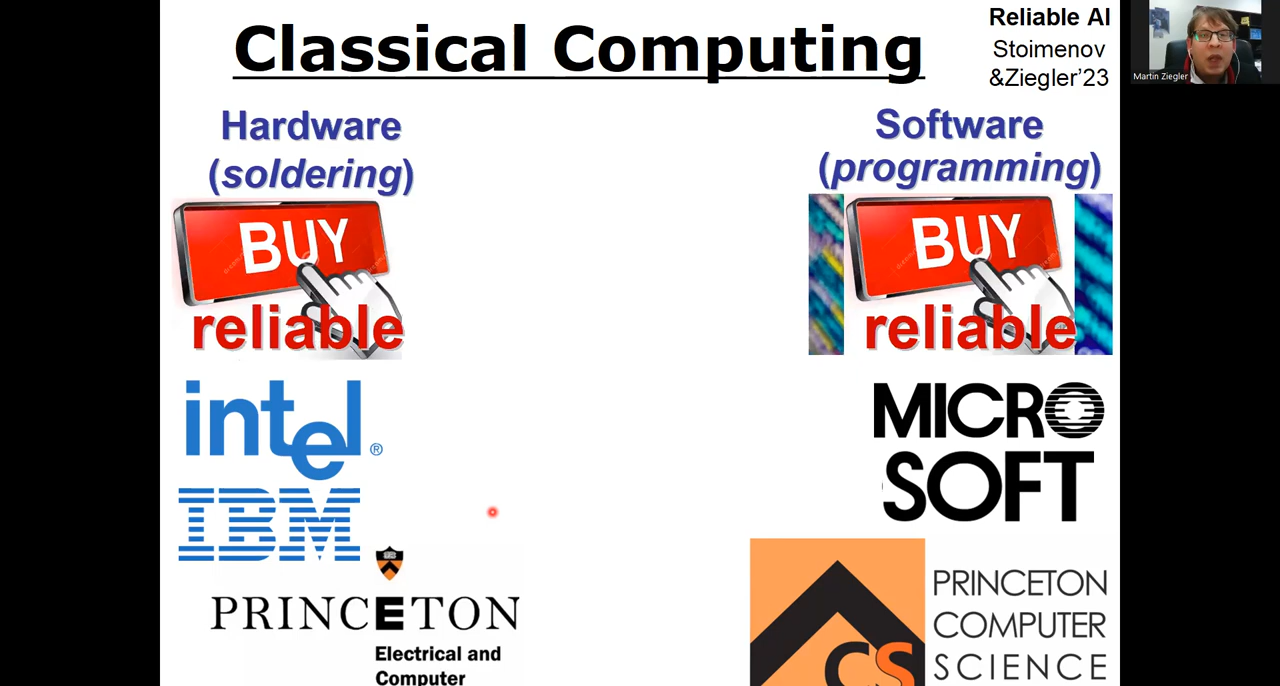 Classical Computing
Reliable AI
Stoimenov
&Ziegler'23
Martin Ziegler
Hardware
(soldering)
BUY
reliable
intel®
IBM
PRINCETON
Electrical and
Computer
Software
(programming)
BUY
reliable
MICRO
SOFT
CS
PRINCETON
COMPUTER
SCIENCE